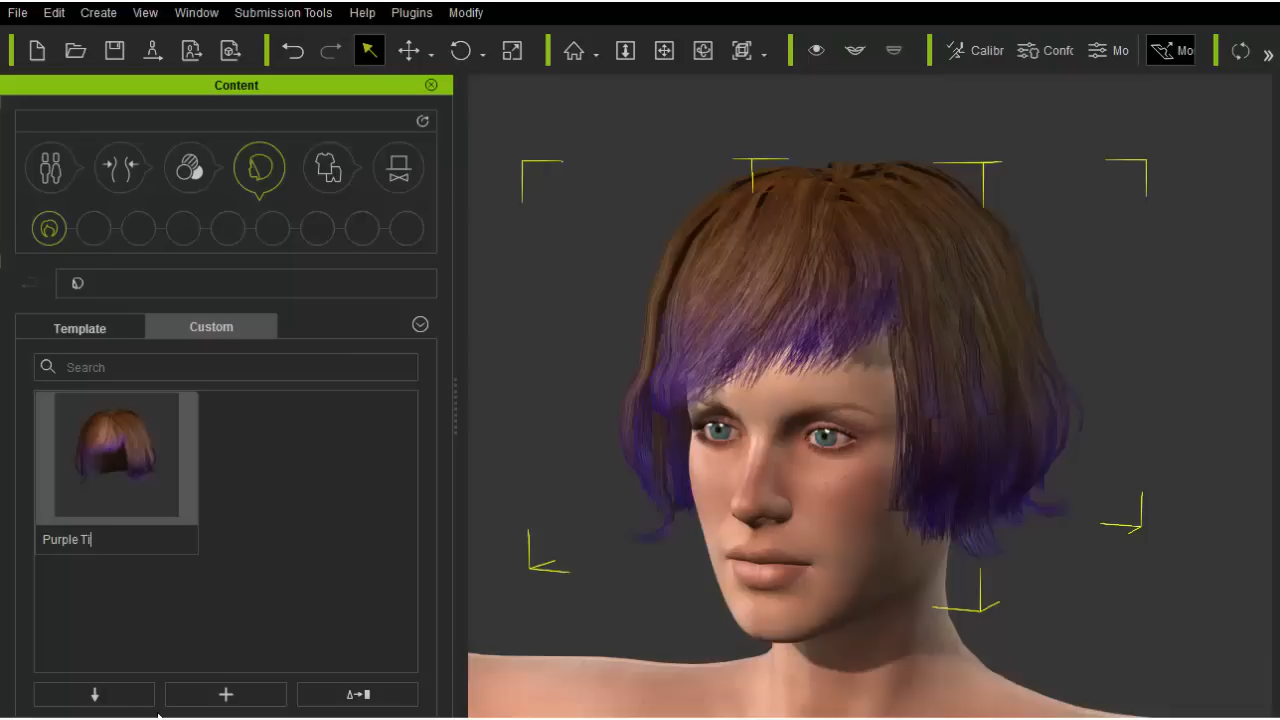 File Edit Create View Window Submission Tools Help Plugins Modify
Calibr Conf Mo Mo
Content
Template Custom
Search
Purple Ti